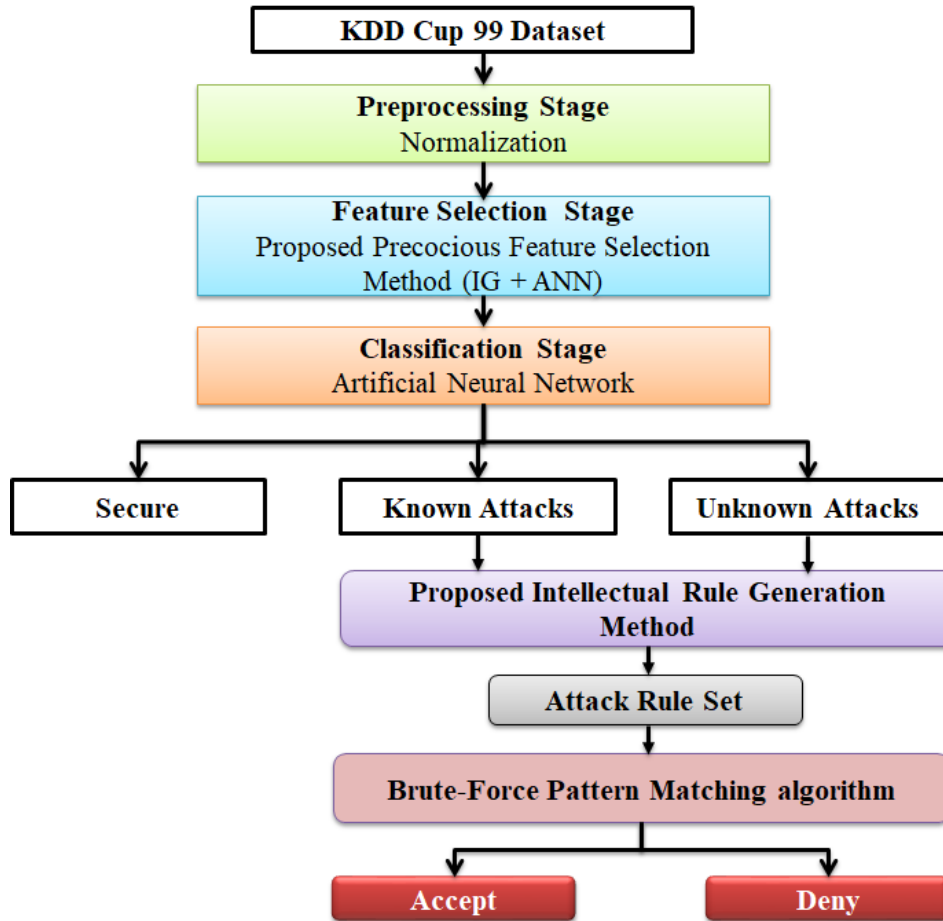 KDD Cup 99 Dataset
Preprocessing Stage
Normalization
Feature Selection Stage
Proposed Precocious Feature Selection
Method (IG + ANN)
Classification Stage
Artificial Neural Network
Secure
Known Attacks
Unknown Attacks
Proposed Intellectual Rule Generation
Method
Attack Rule Set
Brute-Force Pattern Matching algorithm
Accept
Deny